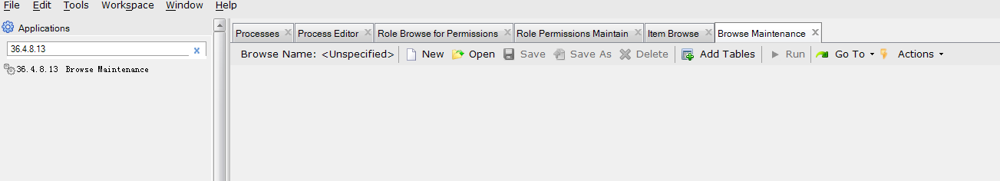 File Edit Tools Workspace Window Help
Applications
36.4.8.13
36.4.8.13 Browse Maintenance
Processes Process Editor Role Browse for Permissions Role Permissions Maintain Item Browse Browse Maintenance
Browse Name: <Unspecified> New Open Save Save As Delete Add Tables Run Go To Actions